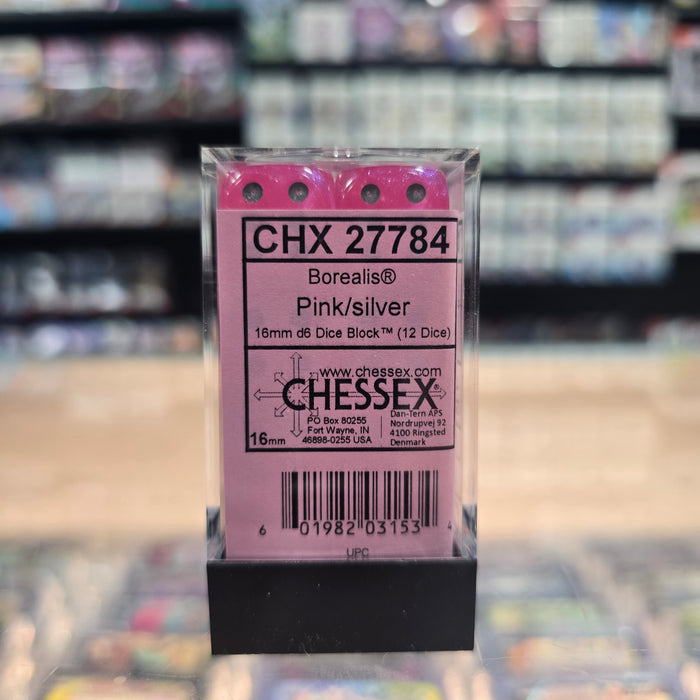 CHX 27784
Borealis®
Pink/silver
16mm d6 Dice Block™ (12 Dice)
www.chessex.com
CHESSEX®
PO Box 80255
Fort Wayne, IN
46898-0255 USA
Dan-Tern APS
Nordrupvej 92
4100 Ringsted
Denmark
16mm
6 01982 03153 4
UPC